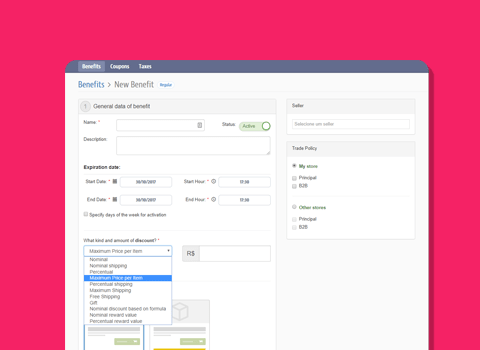 Benefits Coupons Taxes
Benefits > New Benefit Regular
1 General data of benefit
Name: * Status: Active
Description
Expiration date:
Start Date: * 30/10/2017 Start Hour: * 17:30
End Date: * 30/10/2017 End Hour: * 17:30
Specify days of the week for activation
What kind and amount of discount? *
Maximum Price per Item R$
Nominal
Nominal shipping
Percentual
Maximum Price per Item
Percentual shipping
Maximum Shipping
Free Shipping
Gift
Nominal discount based on formula
Nominal reward value
Percentual reward value
Seller
Selecione um seller
Trade Policy
My store
Principal
B2B
Other stores
Principal
B2B